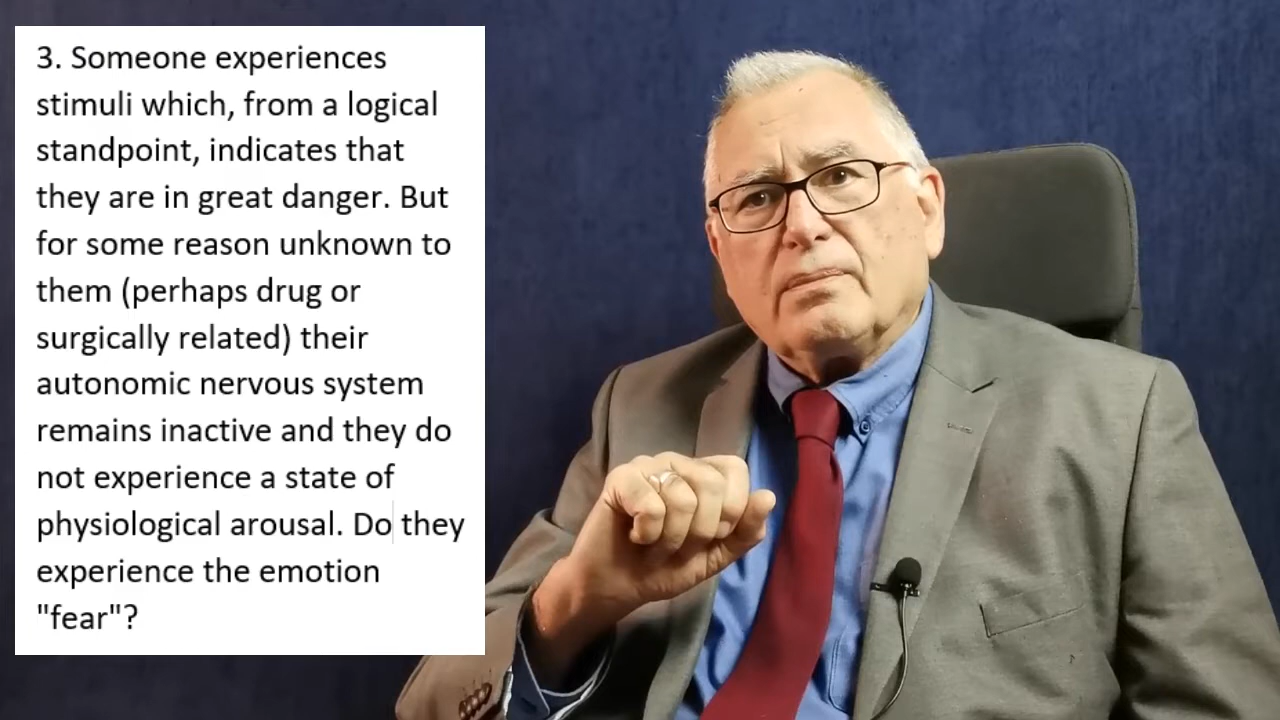 3. Someone experiences
stimuli which, from a logical
standpoint, indicates that
they are in great danger. But
for some reason unknown to
them (perhaps drug or
surgically related) their
autonomic nervous system
remains inactive and they do
not experience a state of
physiological arousal. Do they
experience the emotion
"fear"?